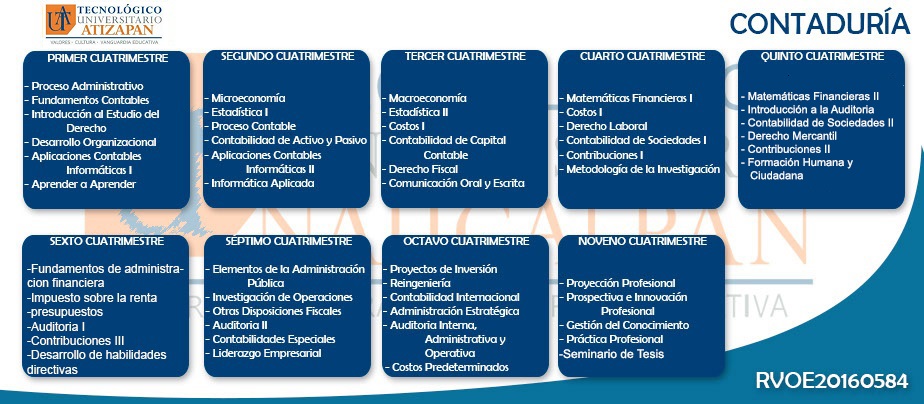 TECNOLÓGICO
UNIVERSITARIO
ATIZAPAN
VALORES - CULTURA - VANGUARDIA EDUCATIVA
CONTADURÍA
PRIMER CUATRIMESTRE
- Proceso Administrativo
- Fundamentos Contables
- Introducción al Estudio del
Derecho
- Desarrollo Organizacional
- Aplicaciones Contables
Informáticas I
- Aprender a Aprender
SEGUNDO CUATRIMESTRE
- Microeconomía
- Estadística I
- Proceso Contable
- Contabilidad de Activo y Pasivo
- Aplicaciones Contables
Informáticas II
- Informática Aplicada
TERCER CUATRIMESTRE
- Macroeconomía
- Estadística II
- Costos I
- Contabilidad de Capital
Contable
- Derecho Fiscal
- Comunicación Oral y Escrita
CUARTO CUATRIMESTRE
- Matemáticas Financieras I
- Costos I
- Derecho Laboral
- Contabilidad de Sociedades I
- Contribuciones I
- Metodología de la Investigación
QUINTO CUATRIMESTRE
- Matemáticas Financieras II
- Introducción a la Auditoria
- Contabilidad de Sociedades II
- Derecho Mercantil
- Contribuciones II
- Formación Humana y
Ciudadana
SEXTO CUATRIMESTRE
-Fundamentos de administra-
cion financiera
-Impuesto sobre la renta
-presupuestos
-Auditoria I
-Contribuciones III
-Desarrollo de habilidades
directivas
SÉPTIMO CUATRIMESTRE
- Elementos de la Administración
Pública
- Investigación de Operaciones
- Otras Disposiciones Fiscales
- Auditoria II
- Contabilidades Especiales
- Liderazgo Empresarial
OCTAVO CUATRIMESTRE
- Proyectos de Inversión
- Reingeniería
- Contabilidad Internacional
- Administración Estratégica
- Auditoria Interna,
Administrativa y
Operativa
- Costos Predeterminados
NOVENO CUATRIMESTRE
- Proyección Profesional
- Prospectiva e Innovación
Profesional
- Gestión del Conocimiento
- Práctica Profesional
-Seminario de Tesis
RVOE20160584